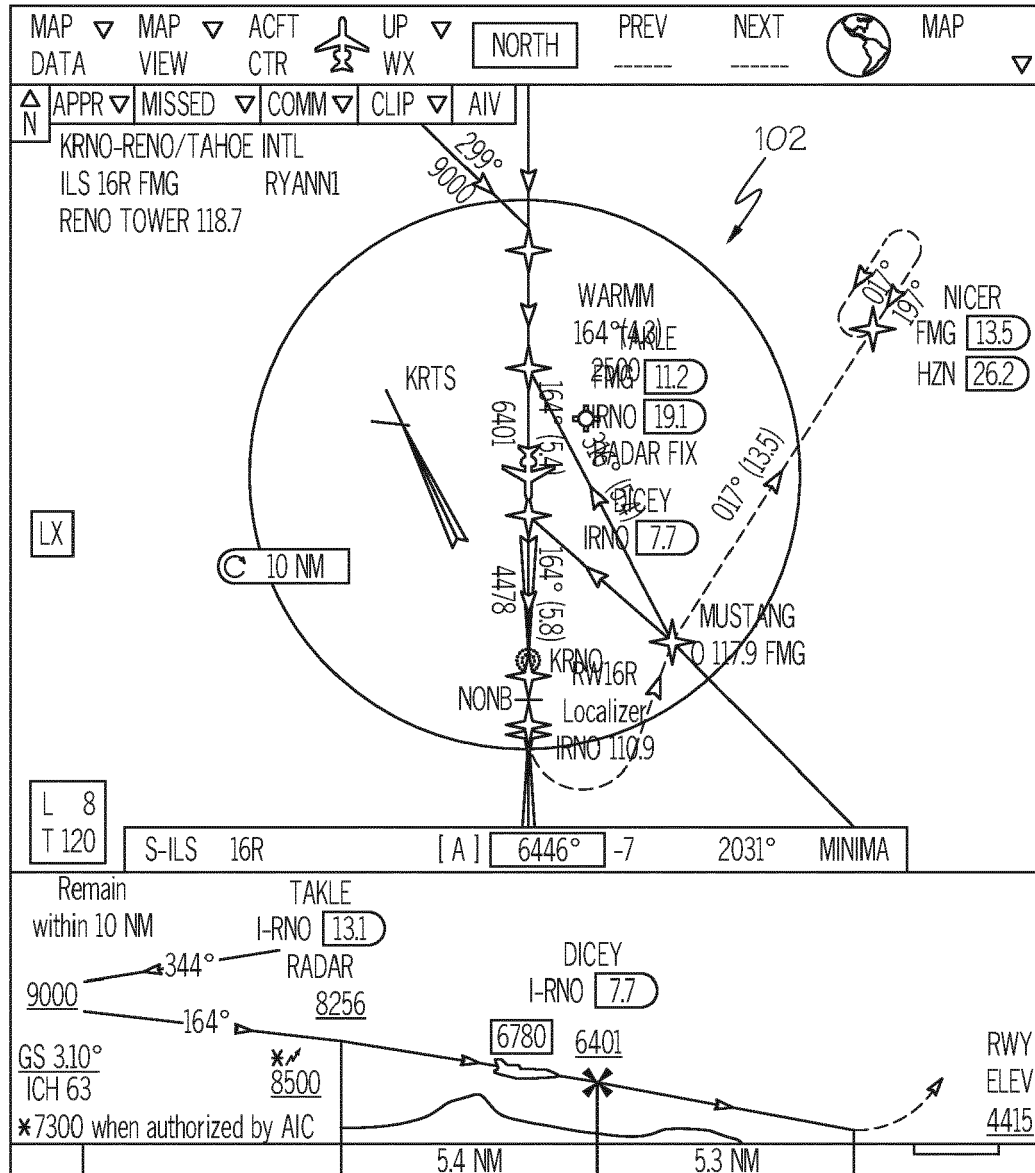 MAP MAP ACFT UP NORTH PREV NEXT MAP
DATA VIEW CTR WX ------ ------
N APPR MISSED COMM CLIP AIV
KRNO-RENO/TAHOE INTL
ILS 16R FMG RYANN1
RENO TOWER 118.7
299°
9000
102
017°
197°
NICER
FMG 13.5
HZN 26.2
WARMM
164° (4.3)
TAKLE
2500
FMG 11.2
IRNO 19.1
RADAR FIX
KRTS
6401
164° (5.4)
DICEY
IRNO 7.7
017° (13.5)
LX
10 NM
4478
164° (5.8)
MUSTANG
O 117.9 FMG
KRNO
RW16R
NONB
Localizer
IRNO 110.9
L 8
T 120
S-ILS 16R [ A ] 6446° -7 2031° MINIMA
Remain
within 10 NM
TAKLE
I-RNO 13.1
RADAR
8256
344°
9000
164°
DICEY
I-RNO 7.7
6780
6401
GS 3.10°
ICH 63
8500
*7300 when authorized by AIC
RWY
ELEV
4415
5.4 NM 5.3 NM